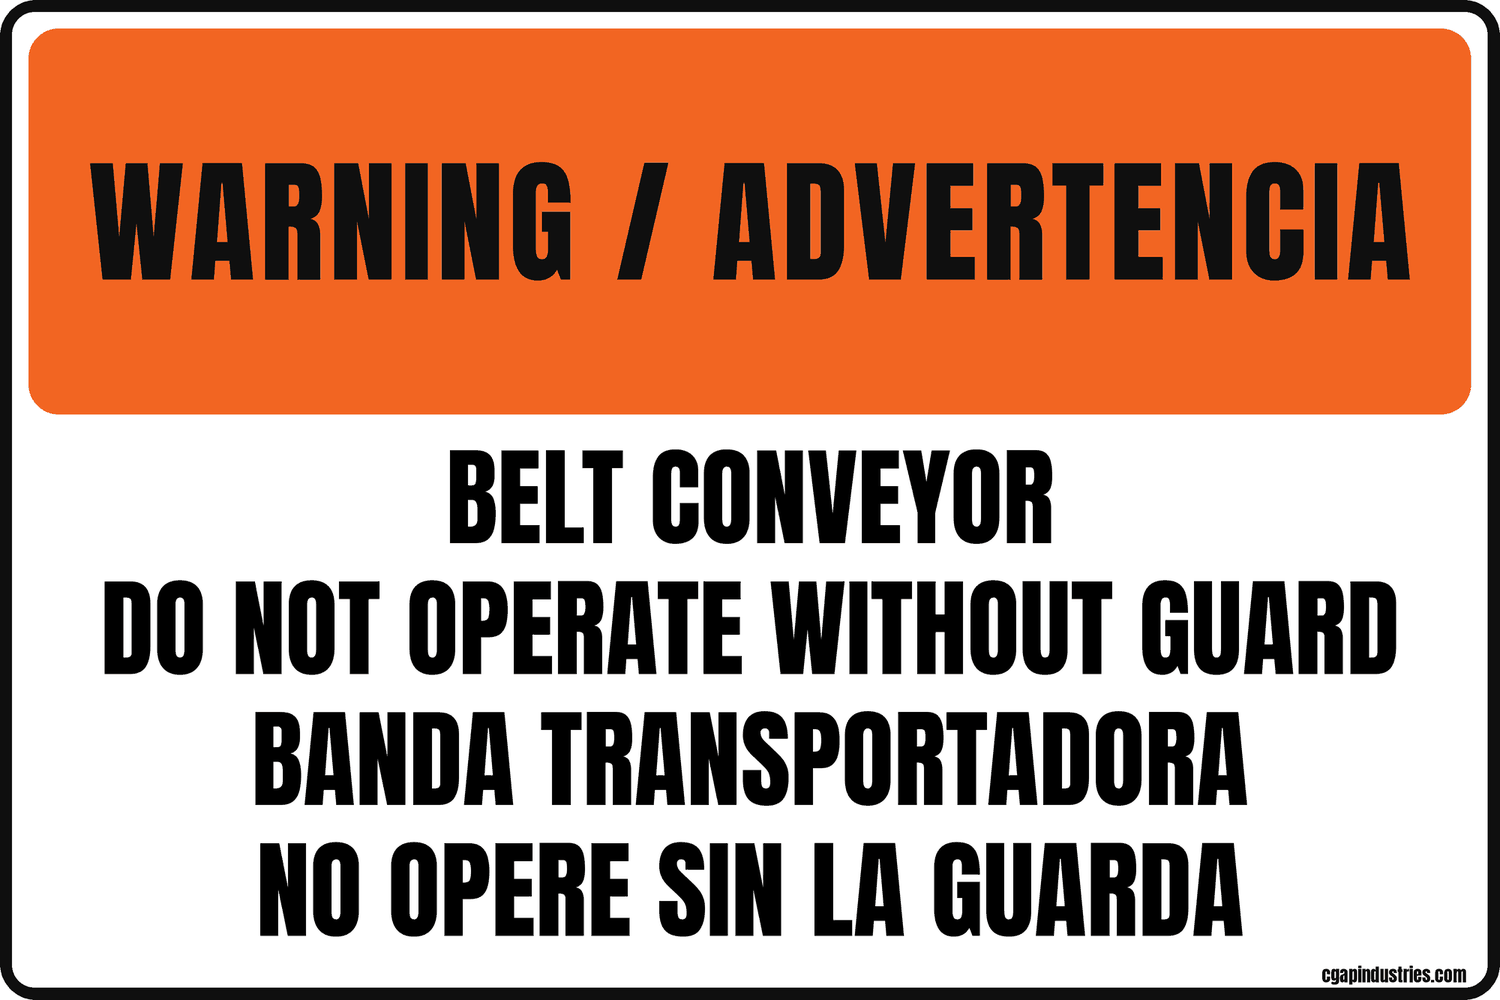 WARNING / ADVERTENCIA
BELT CONVEYOR
DO NOT OPERATE WITHOUT GUARD
BANDA TRANSPORTADORA
NO OPERE SIN LA GUARDA
cgapindustries.com